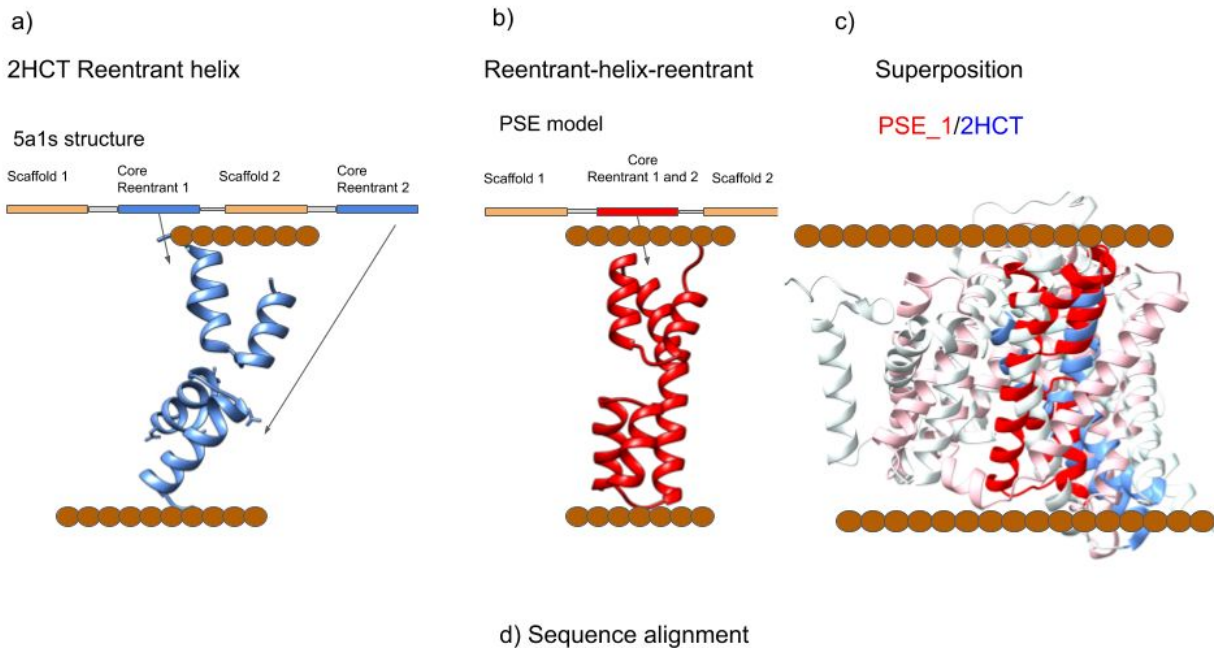 a)
2HCT Reentrant helix
5a1s structure
Scaffold 1
Core
Reentrant 1
Scaffold 2
Core
Reentrant 2
b)
Reentrant-helix-reentrant
PSE model
Scaffold 1
Core
Reentrant 1 and 2
Scaffold 2
c)
Superposition
PSE_1/2HCT
d) Sequence alignment